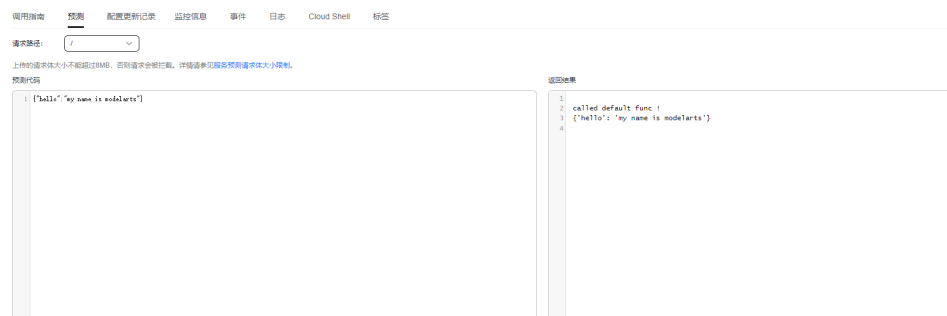 调用指南 预测 配置更新记录 监控信息 事件 日志 Cloud Shell 标签
请求路径: /
上传的请求体大小不能超过8MB，否则请求会被拦截。详情请参见服务预测请求体大小限制。
预测代码 返回结果
1 {"hello":"my name is modelarts"}
1
2 called default func !
3 {'hello': 'my name is modelarts'}
4